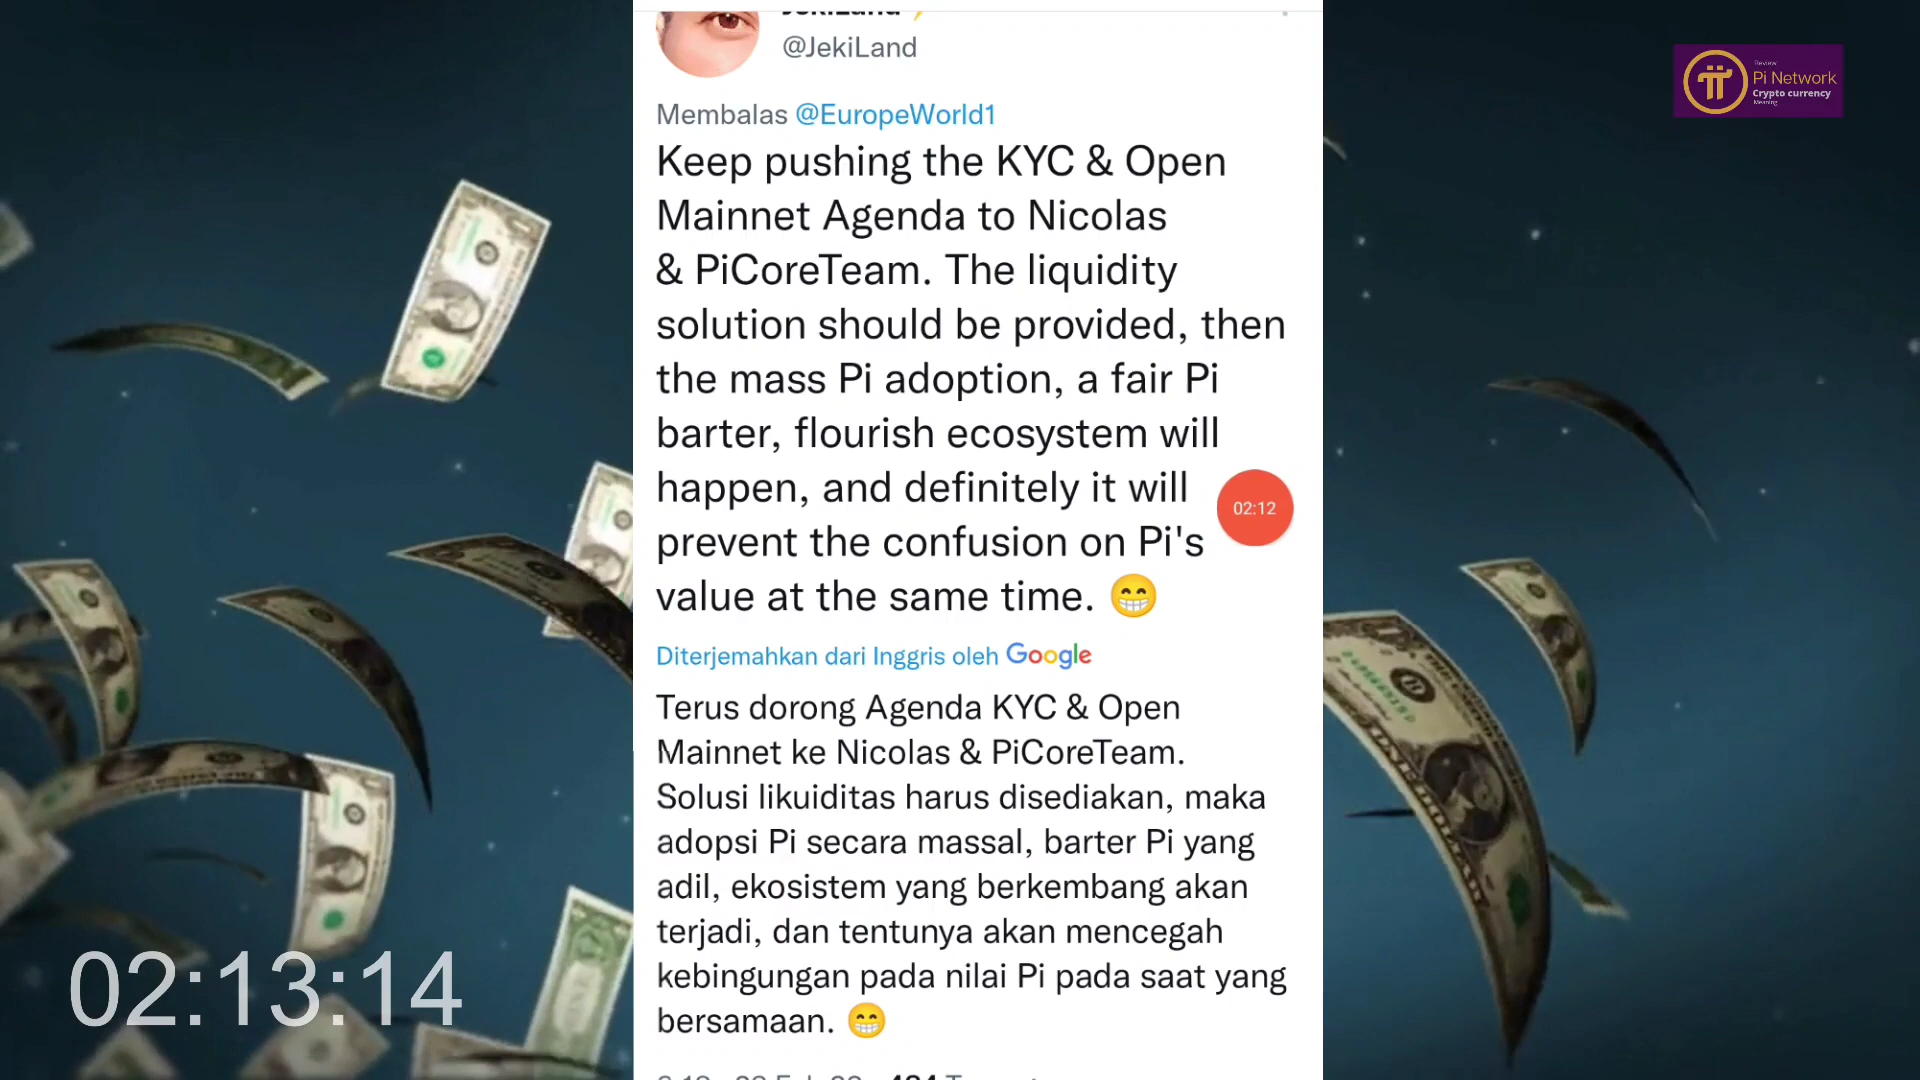 JekiLand
@JekiLand
Review
Pi Network
Crypto currency
Meaning
Membalas @EuropeWorld1
Keep pushing the KYC & Open
Mainnet Agenda to Nicolas
& PiCoreTeam. The liquidity
solution should be provided, then
the mass Pi adoption, a fair Pi
barter, flourish ecosystem will
happen, and definitely it will
02:12
prevent the confusion on Pi's
value at the same time. 😁
Diterjemahkan dari Inggris oleh Google
Terus dorong Agenda KYC & Open
Mainnet ke Nicolas & PiCoreTeam.
Solusi likuiditas harus disediakan, maka
adopsi Pi secara massal, barter Pi yang
adil, ekosistem yang berkembang akan
terjadi, dan tentunya akan mencegah
kebingungan pada nilai Pi pada saat yang
bersamaan. 😁
02:13:14